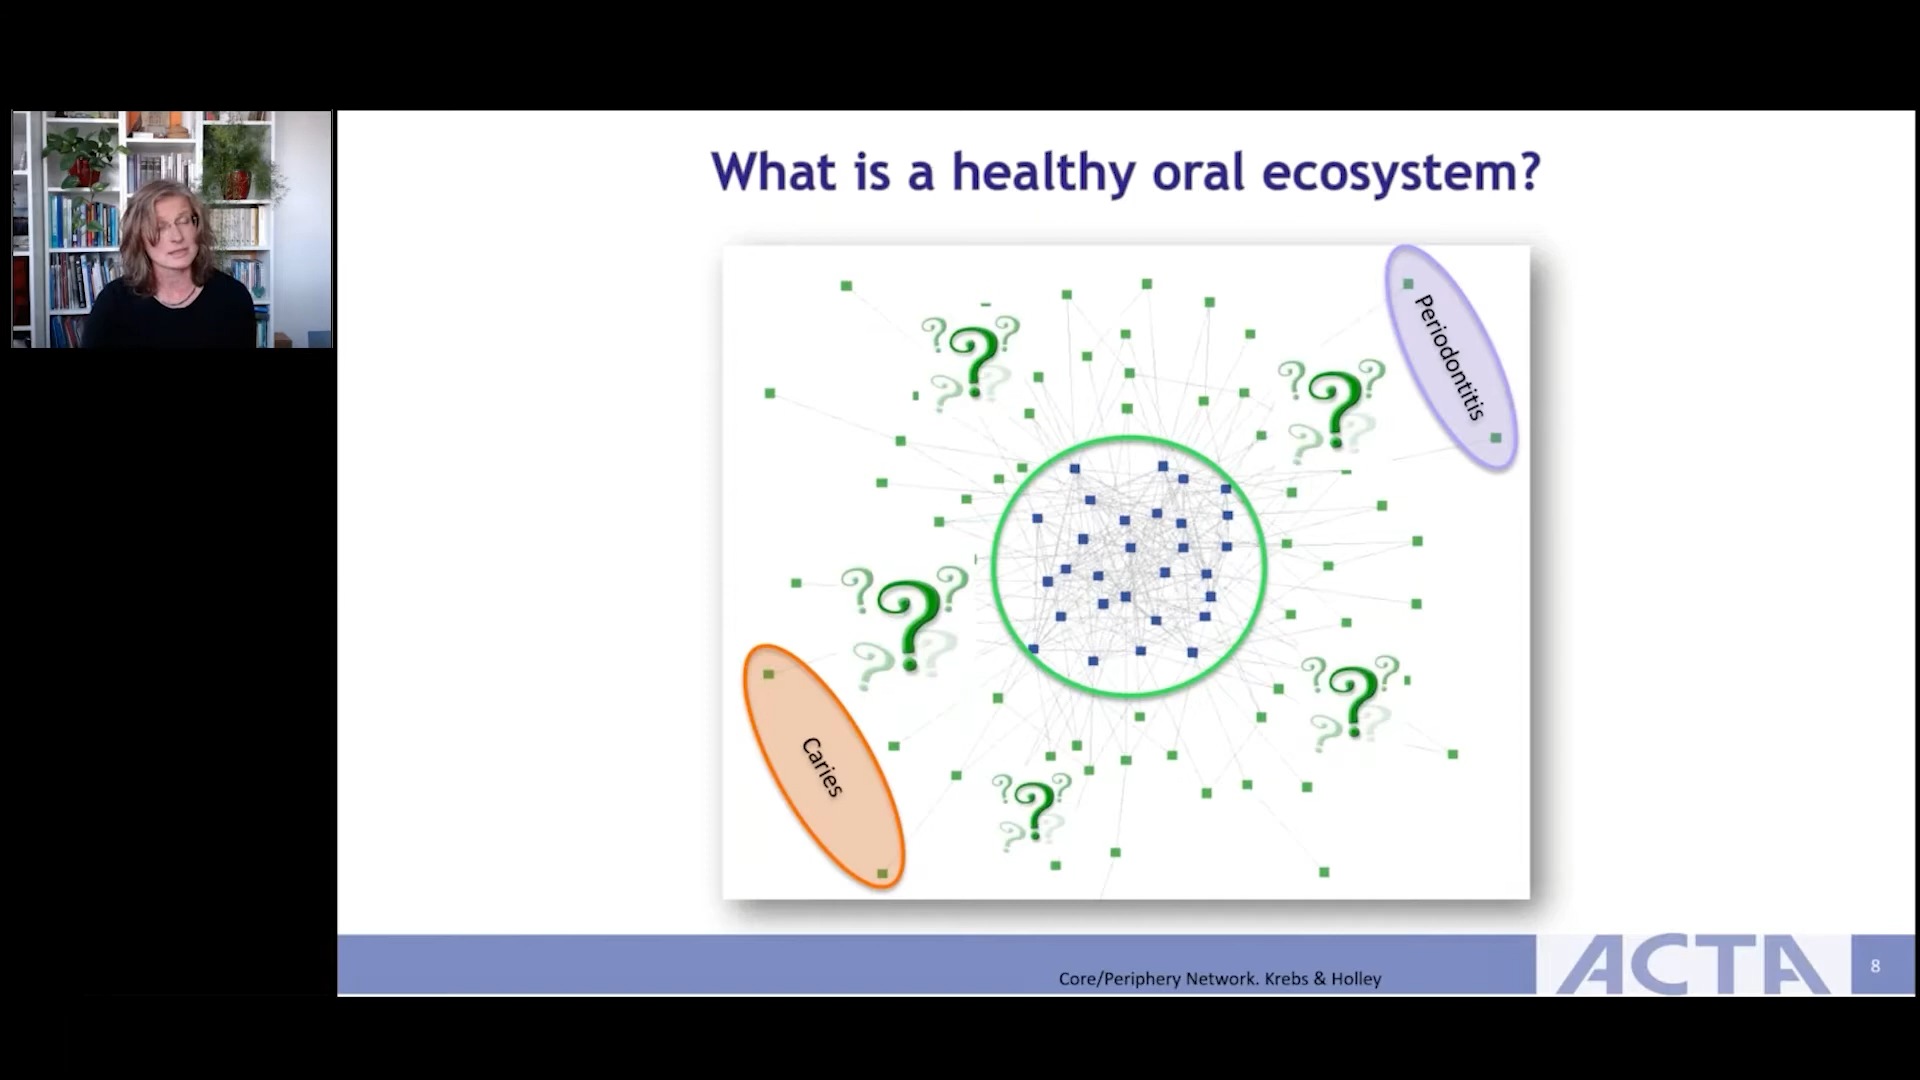 What is a healthy oral ecosystem?
Periodontitis
Caries
Core/Periphery Network. Krebs & Holley
ACTA
8